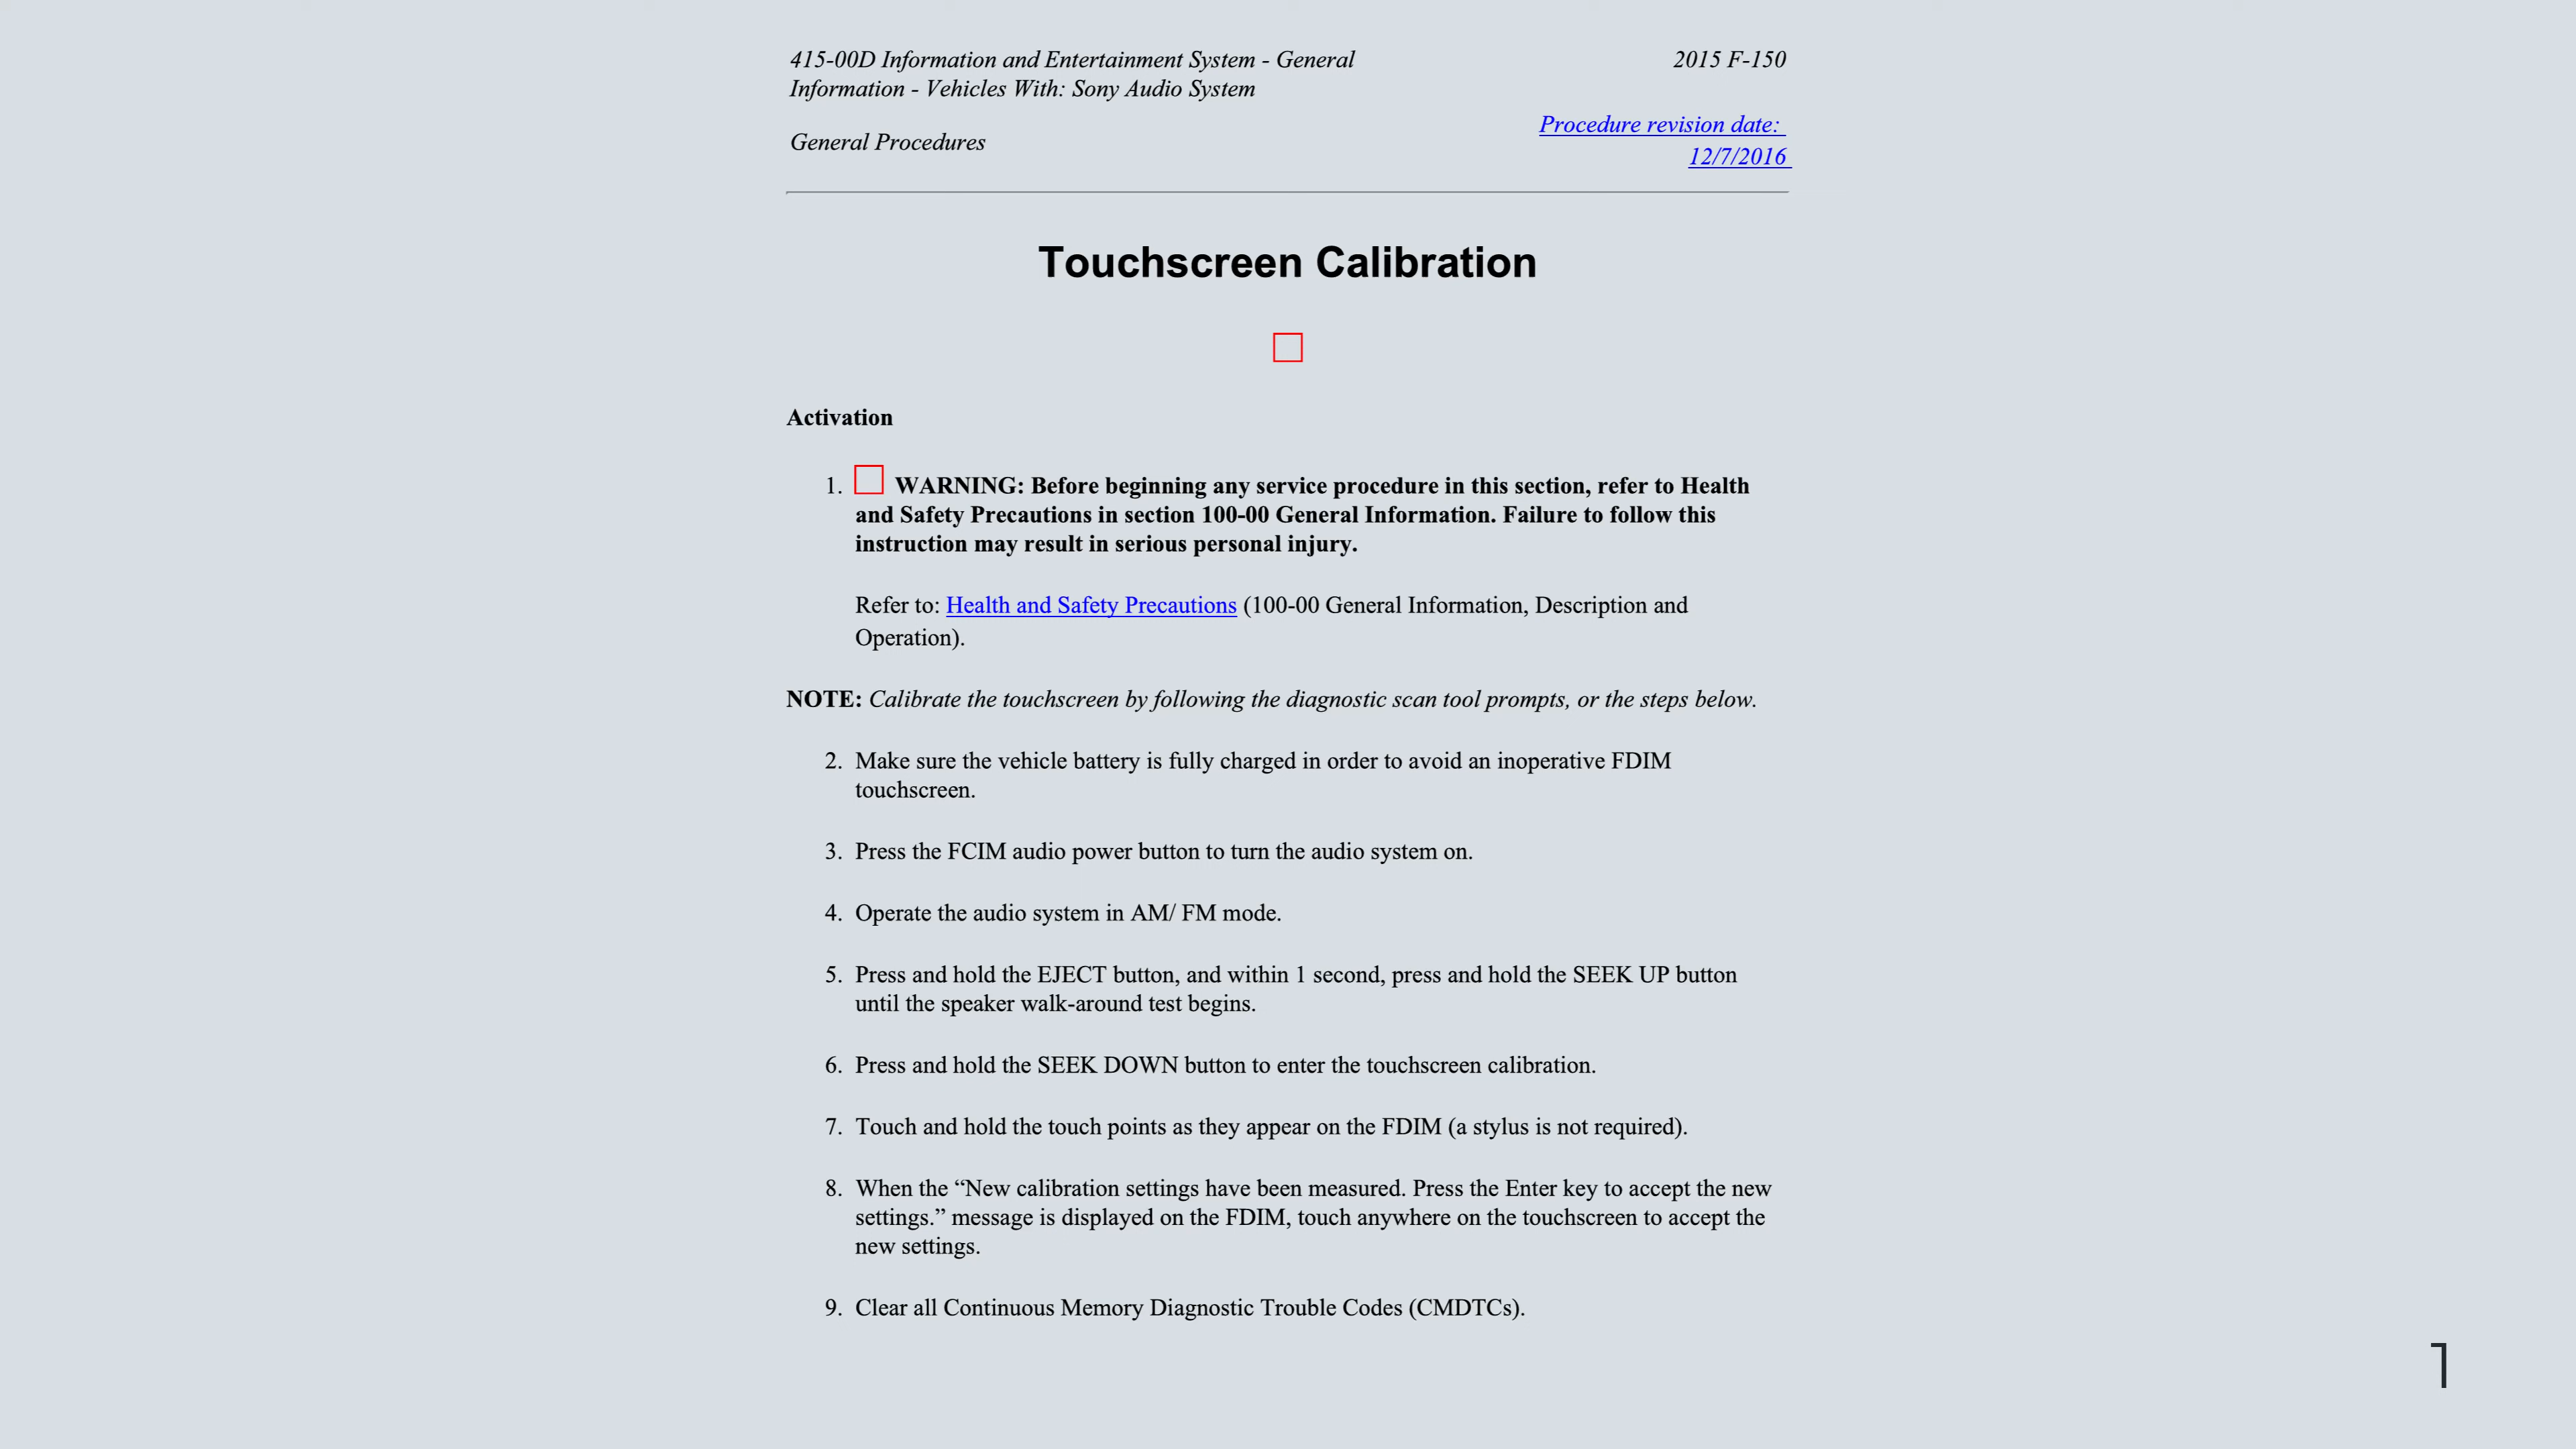 415-00D Information and Entertainment System - General
Information - Vehicles With: Sony Audio System
2015 F-150
General Procedures
Procedure revision date:
12/7/2016
Touchscreen Calibration
Activation
1. WARNING: Before beginning any service procedure in this section, refer to Health
and Safety Precautions in section 100-00 General Information. Failure to follow this
instruction may result in serious personal injury.
Refer to: Health and Safety Precautions (100-00 General Information, Description and
Operation).
NOTE: Calibrate the touchscreen by following the diagnostic scan tool prompts, or the steps below.
2. Make sure the vehicle battery is fully charged in order to avoid an inoperative FDIM
touchscreen.
3. Press the FCIM audio power button to turn the audio system on.
4. Operate the audio system in AM/ FM mode.
5. Press and hold the EJECT button, and within 1 second, press and hold the SEEK UP button
until the speaker walk-around test begins.
6. Press and hold the SEEK DOWN button to enter the touchscreen calibration.
7. Touch and hold the touch points as they appear on the FDIM (a stylus is not required).
8. When the “New calibration settings have been measured. Press the Enter key to accept the new
settings.” message is displayed on the FDIM, touch anywhere on the touchscreen to accept the
new settings.
9. Clear all Continuous Memory Diagnostic Trouble Codes (CMDTCs).
1